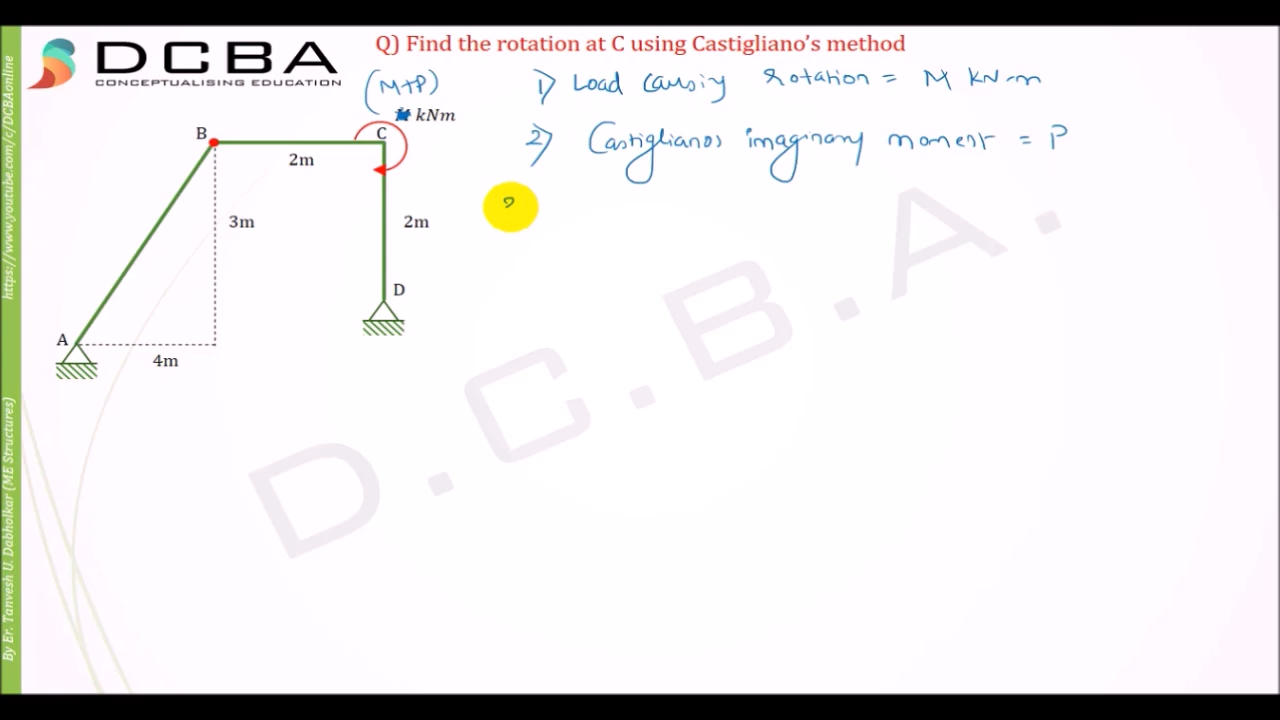 Q) Find the rotation at C using Castigliano's method
DCBA
CONCEPTUALISING EDUCATION
(M+P)
kNm
1) Load causing rotation = M kN-m
2) Castiglianos imaginary moment = P
B
C
2m
3m
2m
D
A
4m
D.C.B.A.
https://www.youtube.com/c/DCBAonline
By Er. Tanvesh U. Dabholkar (ME Structures)